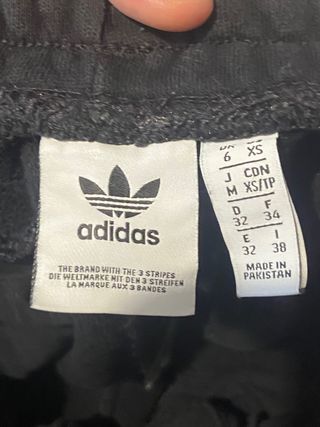 adidas
THE BRAND WITH THE 3 STRIPES
DIE WELTMARKE MIT DEN 3 STREIFEN
LA MARQUE AUX 3 BANDES
6 XS
J CDN
M XS/TP
D F
32 34
E I
32 38
MADE IN
PAKISTAN